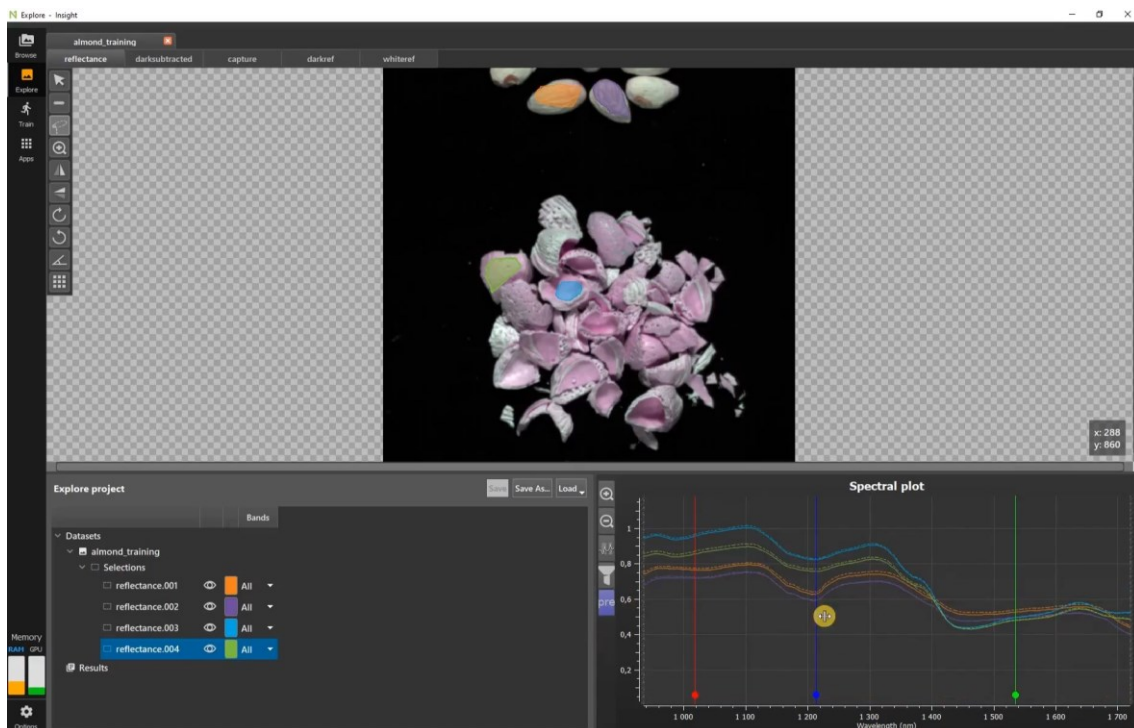 Explore - Insight
Browse
Explore
Train
Apps
almond_training
reflectance darksubtracted capture darkref whiteref
x: 288
y: 860
Explore project
Save Save As.. Load
Bands
Datasets
almond_training
Selections
reflectance.001 All
reflectance.002 All
reflectance.003 All
reflectance.004 All
Results
Memory
RAM GPU
Options
Spectral plot
pre
1
0,8
0,6
0,4
0,2
1 000 1 100 1 200 1 300 1 400 1 500 1 600 1 700
Wavelength (nm)